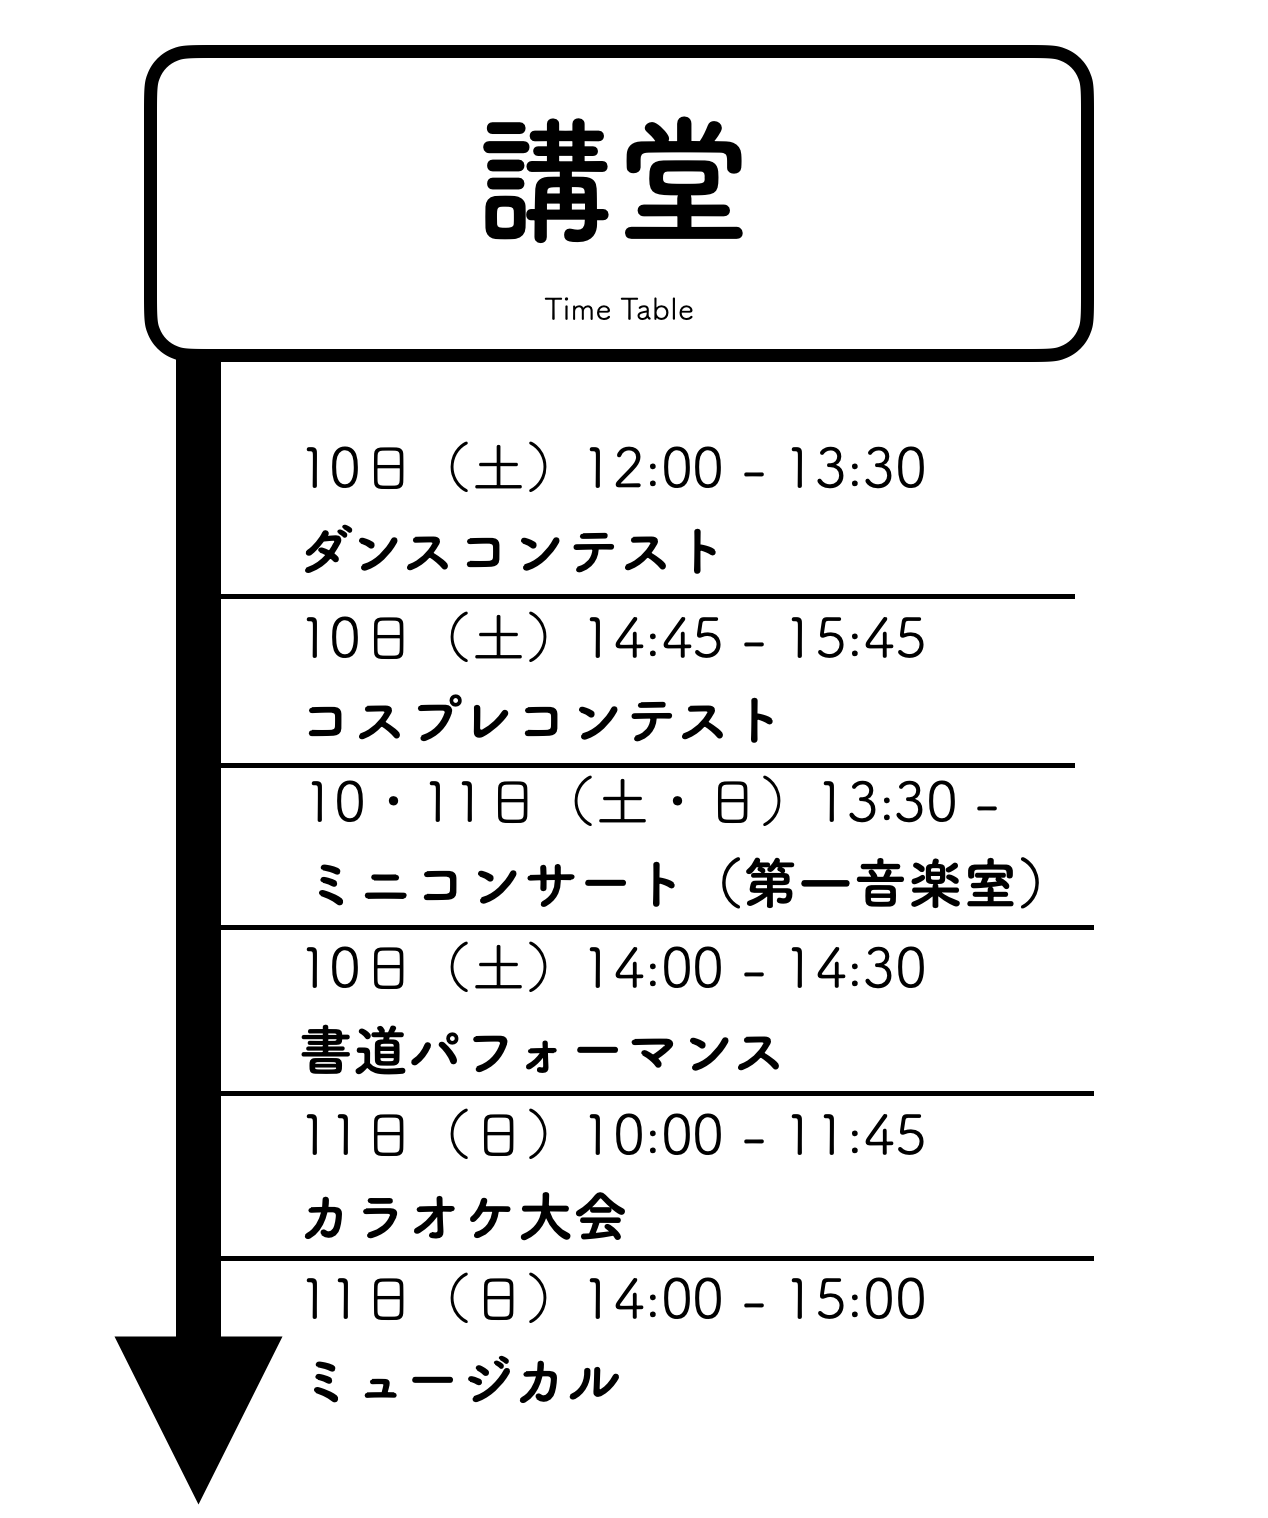 講堂
Time Table
10日（土）12:00 – 13:30
ダンスコンテスト
10日（土）14:45 – 15:45
コスプレコンテスト
10・11日（土・日）13:30 –
ミニコンサート（第一音楽室）
10日（土）14:00 – 14:30
書道パフォーマンス
11日（日）10:00 – 11:45
カラオケ大会
11日（日）14:00 – 15:00
ミュージカル